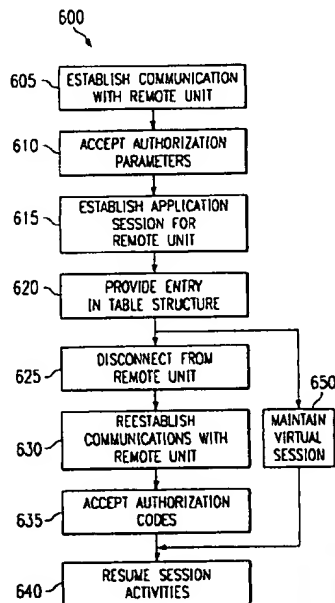 600
605
ESTABLISH COMMUNICATION
WITH REMOTE UNIT
610
ACCEPT AUTHORIZATION
PARAMETERS
615
ESTABLISH APPLICATION
SESSION FOR
REMOTE UNIT
620
PROVIDE ENTRY
IN TABLE STRUCTURE
625
DISCONNECT FROM
REMOTE UNIT
650
MAINTAIN
VIRTUAL
SESSION
630
REESTABLISH
COMMUNICATIONS WITH
REMOTE UNIT
635
ACCEPT AUTHORIZATION
CODES
640
RESUME SESSION
ACTIVITIES